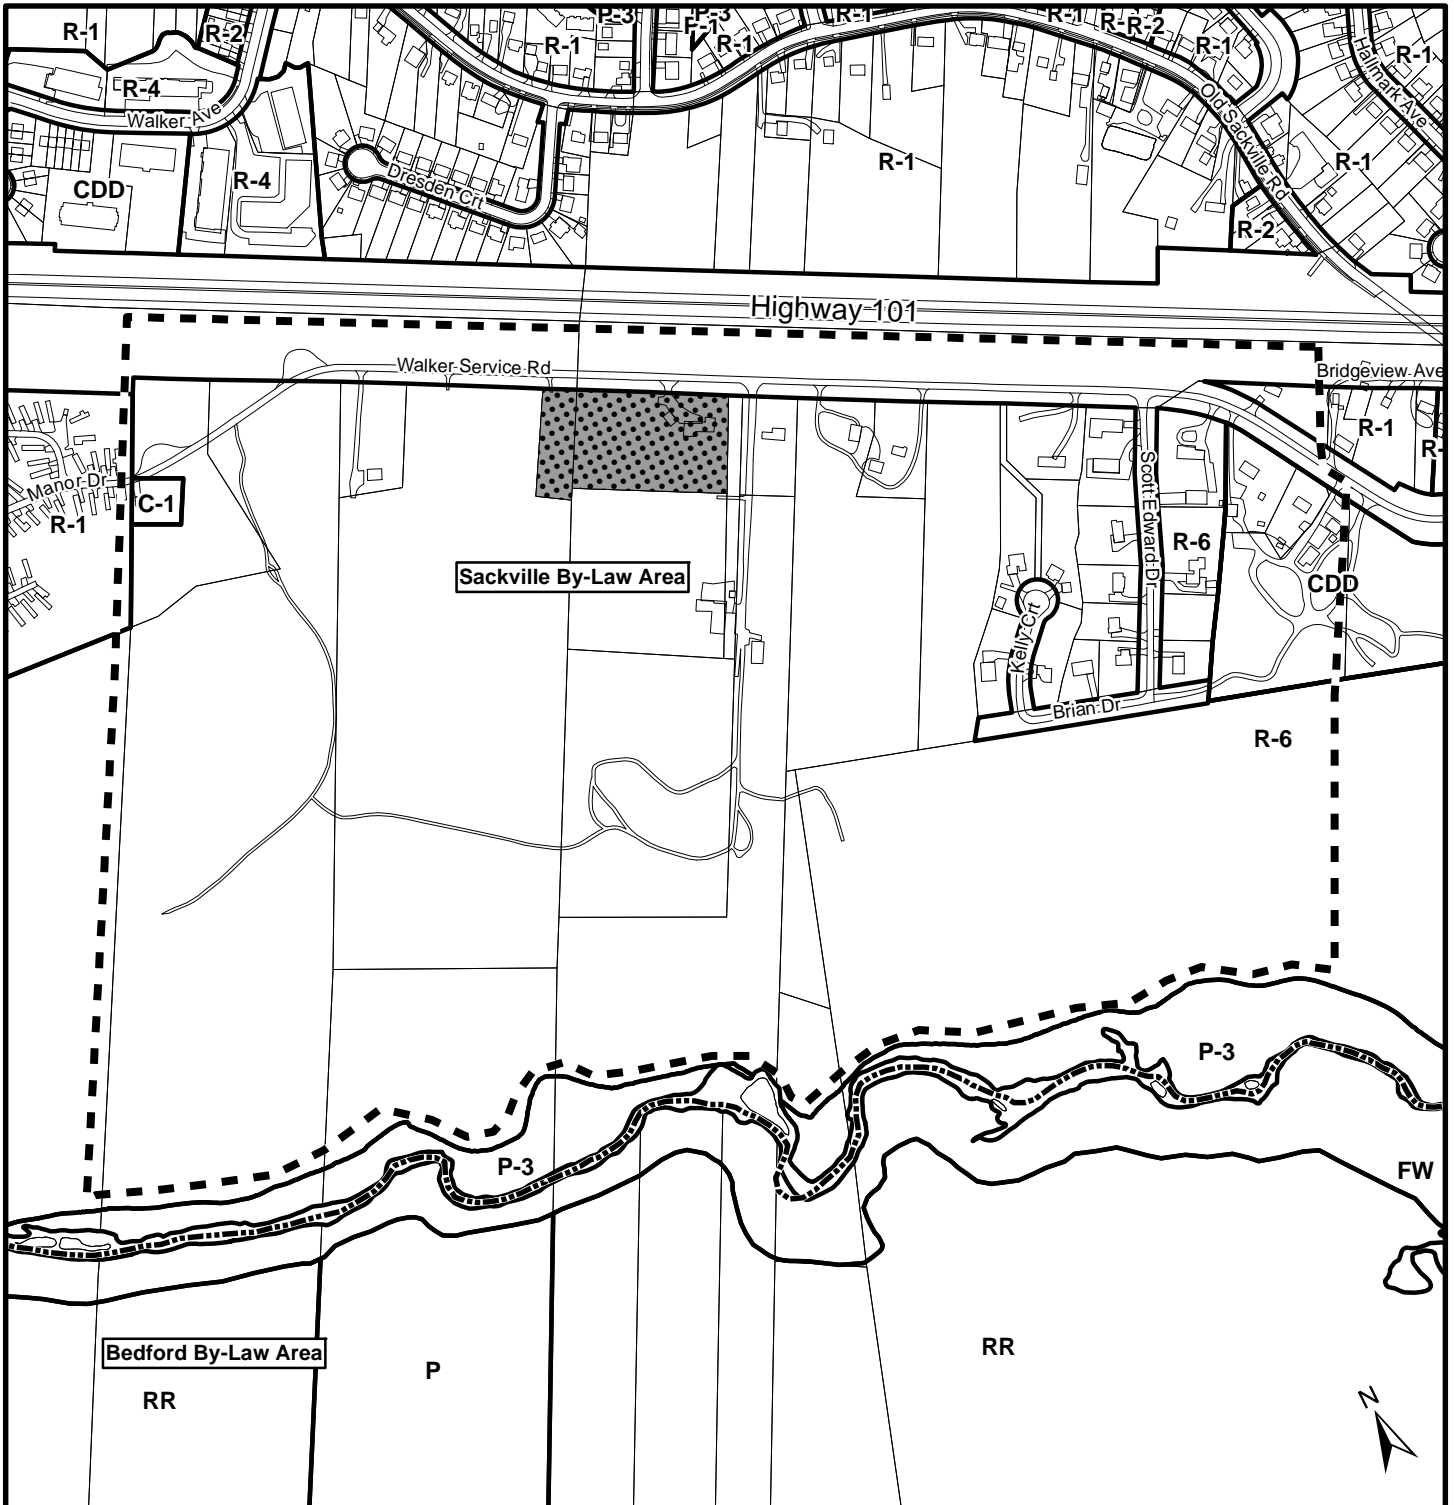 P-3
P-3
R-1
R-1
R-1
R-2
R-1
P-1
R-1
R-1
R-2
R-1
R-1
R-4
Hallmark Ave
Walker Ave
Old Sackville Rd
R-1
R-1
CDD
R-4
Dresden Crt
R-2
Highway 101
Walker Service Rd
Bridgeview Ave
R-1
Manor Dr
C-1
R-1
Scott Edward Dr
R-6
Sackville By-Law Area
CDD
Kelly Crt
Brian Dr
R-6
P-3
P-3
FW
Bedford By-Law Area
RR
P
RR
N